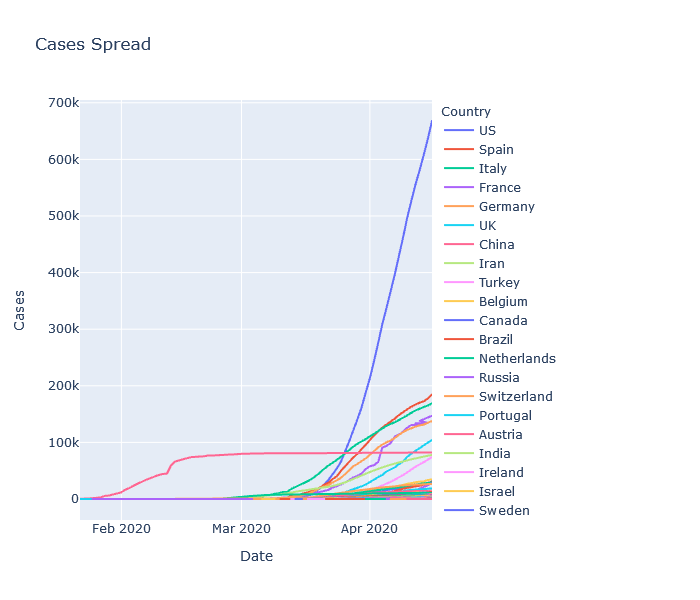 Cases Spread
700k
600k
500k
400k
300k
200k
100k
0
Cases
Feb 2020
Mar 2020
Apr 2020
Date
Country
US
Spain
Italy
France
Germany
UK
China
Iran
Turkey
Belgium
Canada
Brazil
Netherlands
Russia
Switzerland
Portugal
Austria
India
Ireland
Israel
Sweden